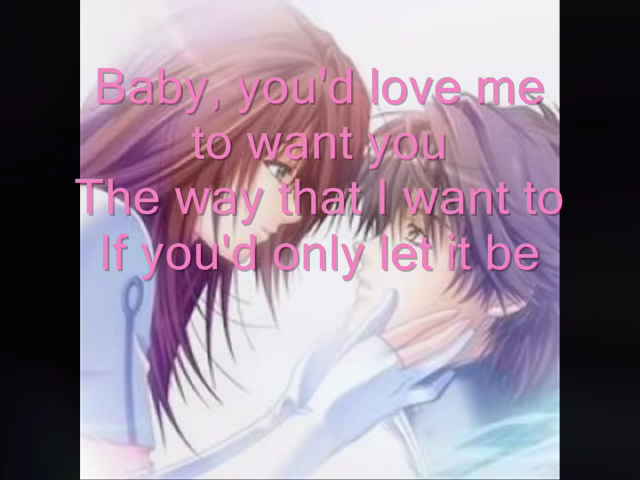 Baby, you'd love me
to want you
The way that I want to
If you'd only let it be